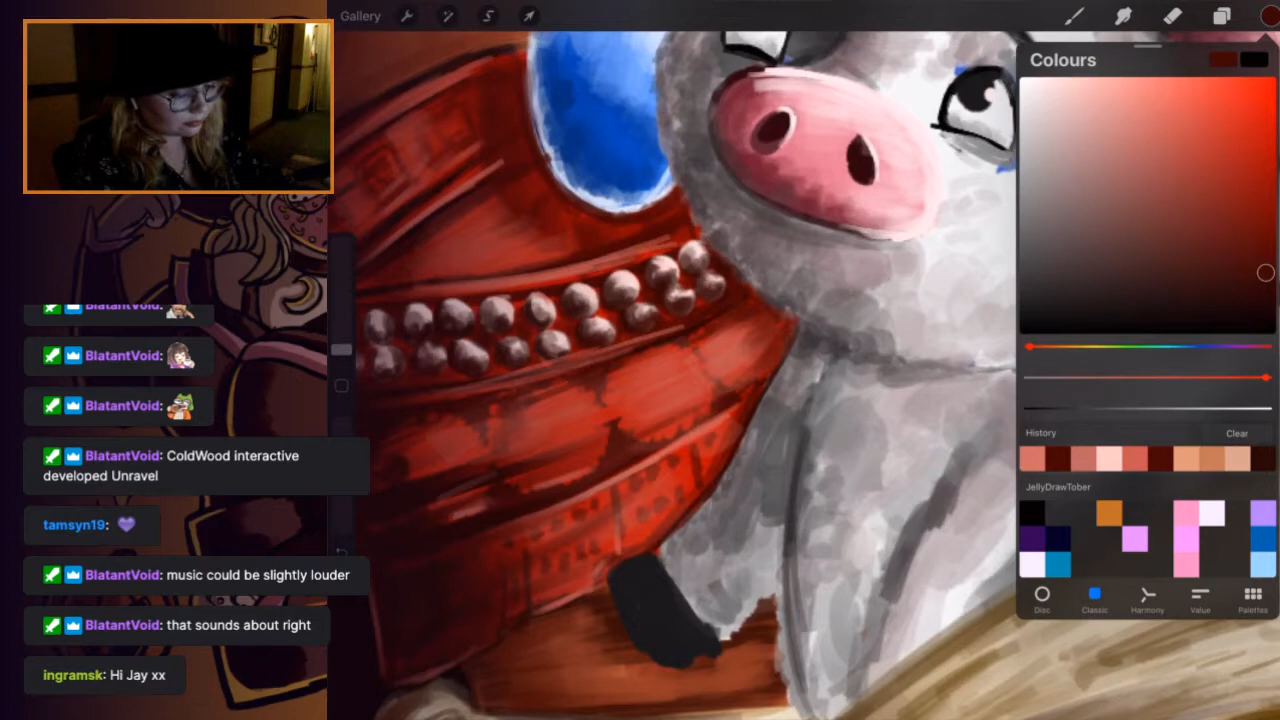 Gallery
Colours
BlatantVoid:
BlatantVoid:
BlatantVoid:
BlatantVoid: ColdWood interactive
developed Unravel
tamsyn19:
BlatantVoid: music could be slightly louder
BlatantVoid: that sounds about right
ingramsk: Hi Jay xx
History
Clear
JellyDrawTober
Disc
Classic
Harmony
Value
Palettes